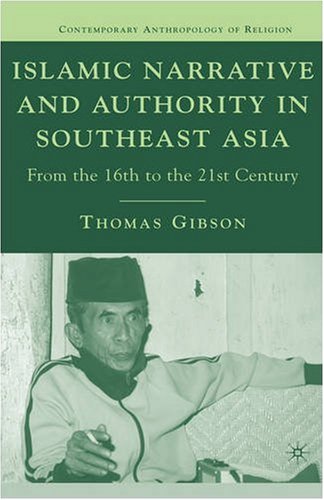 CONTEMPORARY ANTHROPOLOGY OF RELIGION
ISLAMIC NARRATIVE
AND AUTHORITY IN
SOUTHEAST ASIA
From the 16th to the 21st Century
THOMAS GIBSON